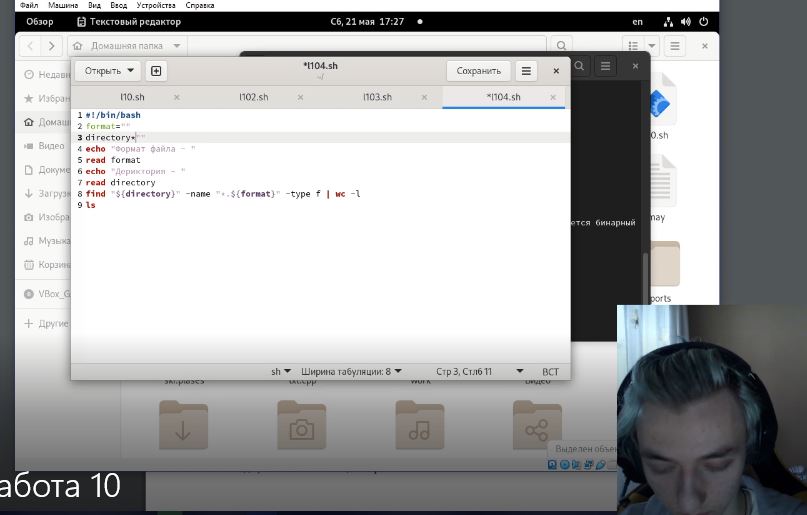 Файл Машина Вид Ввод Устройства Справка
Обзор Текстовый редактор Сб, 21 мая 17:27 en
Домашняя папка
Открыть *l104.sh Сохранить
~/
l10.sh l102.sh l103.sh *l104.sh
1 #!/bin/bash
2 format=""
3 directory=""
4 echo "Формат файла - "
5 read format
6 echo "Дериктория - "
7 read directory
8 find "${directory}" -name "*.${format}" -type f | wc -l
9 ls
Недавн
Избран
Домаш
Видео
Докуме
Загрузк
Изобра
Музыка
Корзина
VBox_G
Другие
0.sh
may
ports
ется бинарный
sh Ширина табуляции: 8 Стр 3, Стлб 11 ВСТ
ski.plases txt.cpp work Видео
Выделен объек
абота 10